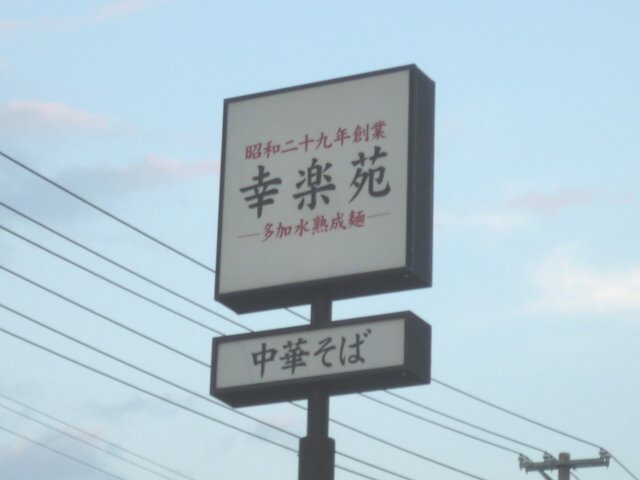 昭和二十九年創業
幸楽苑
多加水熟成麺
中華そば